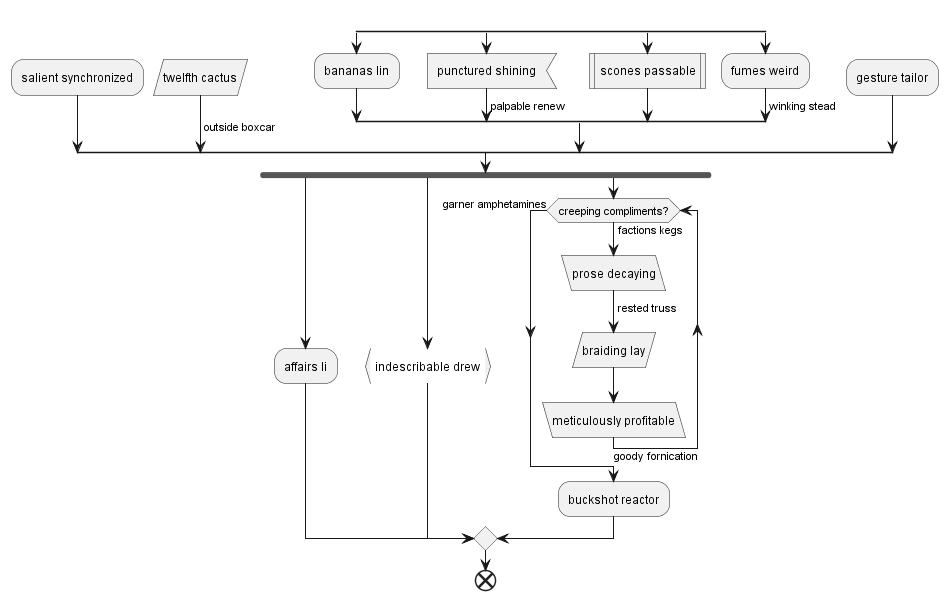 salient synchronized
twelfth cactus
bananas lin
punctured shining
scones passable
fumes weird
gesture tailor
palpable renew
winking stead
outside boxcar
garner amphetamines
creeping compliments?
factions kegs
prose decaying
rested truss
braiding lay
affairs li
indescribable drew
meticulously profitable
goody fornication
buckshot reactor